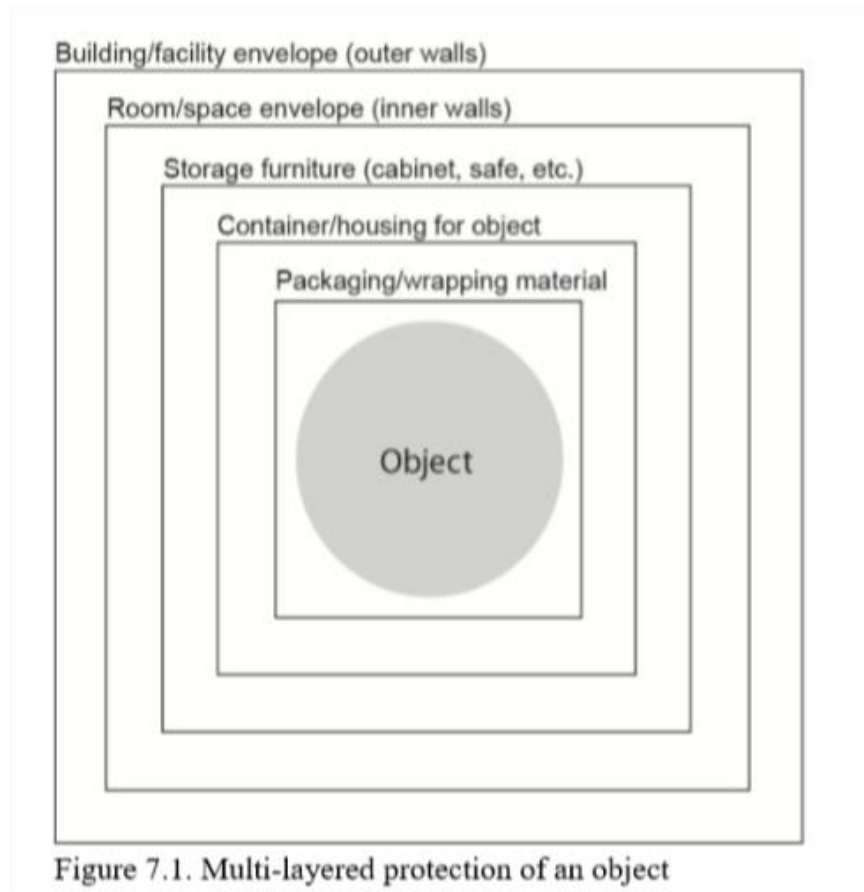 Building/facility envelope (outer walls)
Room/space envelope (inner walls)
Storage furniture (cabinet, safe, etc.)
Container/housing for object
Packaging/wrapping material
Object
Figure 7.1. Multi-layered protection of an object